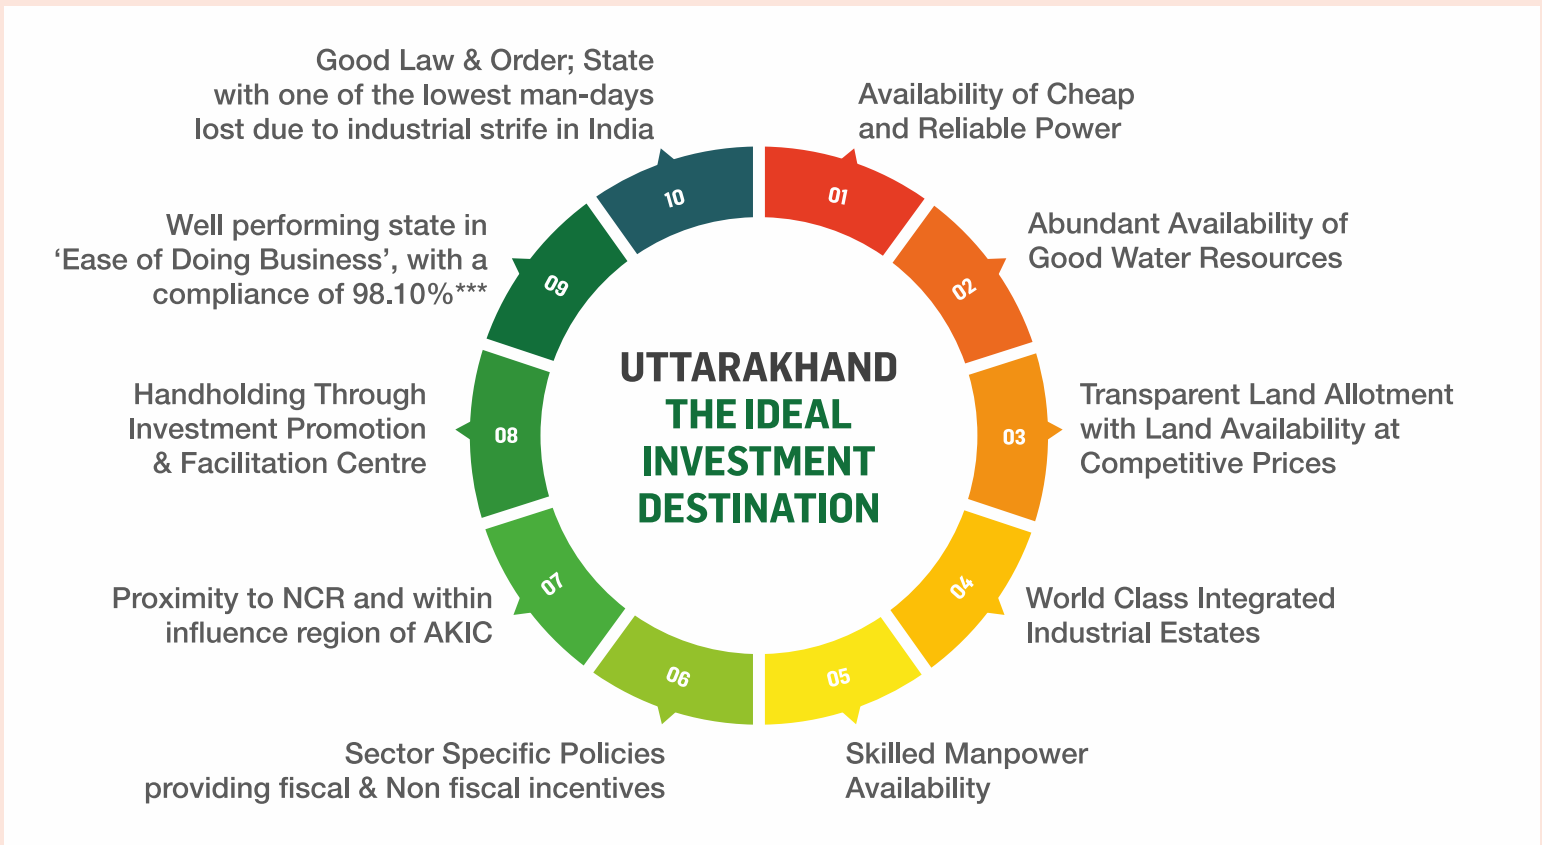 UTTARAKHAND
THE IDEAL
INVESTMENT
DESTINATION
01
Availability of Cheap
and Reliable Power
02
Abundant Availability of
Good Water Resources
03
Transparent Land Allotment
with Land Availability at
Competitive Prices
04
World Class Integrated
Industrial Estates
05
Skilled Manpower
Availability
06
Sector Specific Policies
providing fiscal & Non fiscal incentives
07
Proximity to NCR and within
influence region of AKIC
08
Handholding Through
Investment Promotion
& Facilitation Centre
09
Well performing state in
‘Ease of Doing Business’, with a
compliance of 98.10%***
10
Good Law & Order; State
with one of the lowest man-days
lost due to industrial strife in India